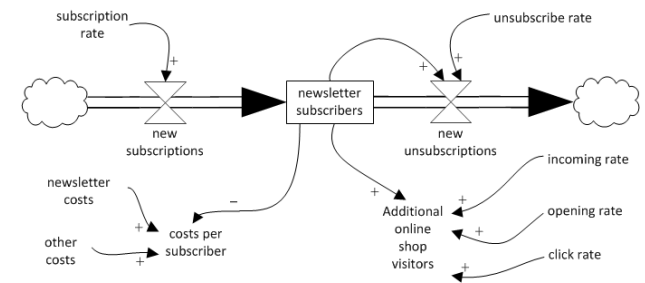 subscription
rate
unsubscribe rate
+
+
+
newsletter
subscribers
new
subscriptions
new
unsubscriptions
newsletter
costs
incoming rate
+
−
+
Additional
online
shop
visitors
opening rate
+
+
costs per
subscriber
other
costs
+
click rate
+